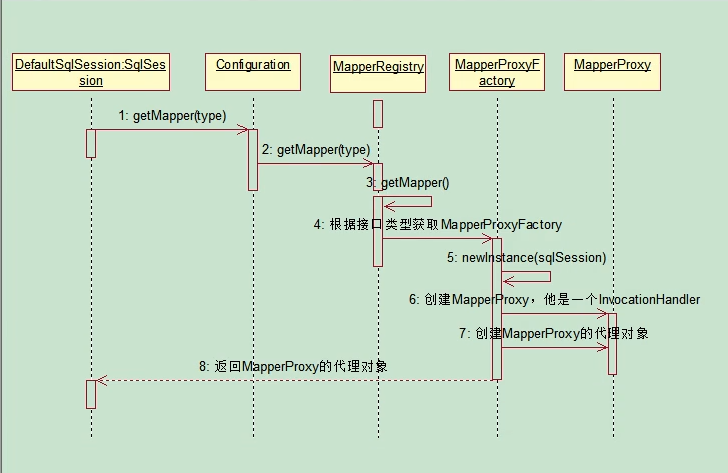 DefaultSqlSession:SqlSes
sion
Configuration
MapperRegistry
MapperProxyF
actory
MapperProxy
1: getMapper(type)
2: getMapper(type)
3: getMapper()
4: 根据接口类型获取MapperProxyFactory
5: newInstance(sqlSession)
6: 创建MapperProxy，他是一个InvocationHandler
7: 创建MapperProxy的代理对象
8: 返回MapperProxy的代理对象